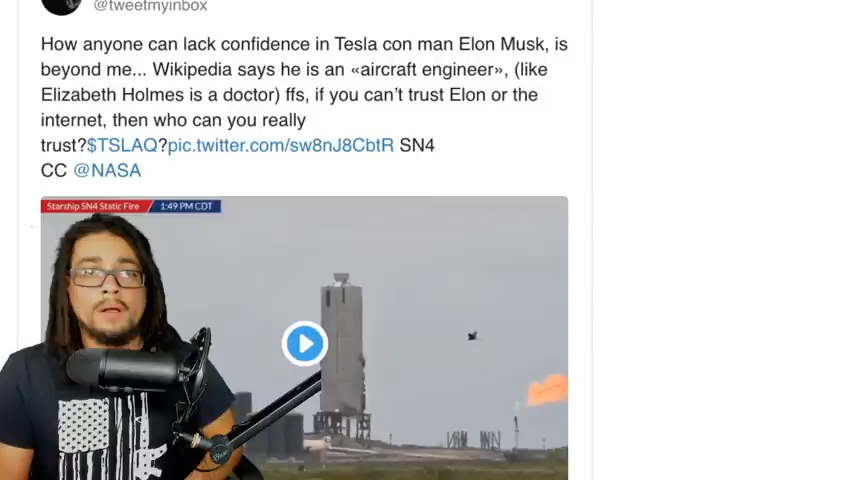 @tweetmyinbox
How anyone can lack confidence in Tesla con man Elon Musk, is
beyond me... Wikipedia says he is an «aircraft engineer», (like
Elizabeth Holmes is a doctor) ffs, if you can't trust Elon or the
internet, then who can you really
trust?$TSLAQ?pic.twitter.com/sw8nJ8CbtR SN4
CC @NASA
Starship SN4 Static Fire 1:49 PM CDT
Blue